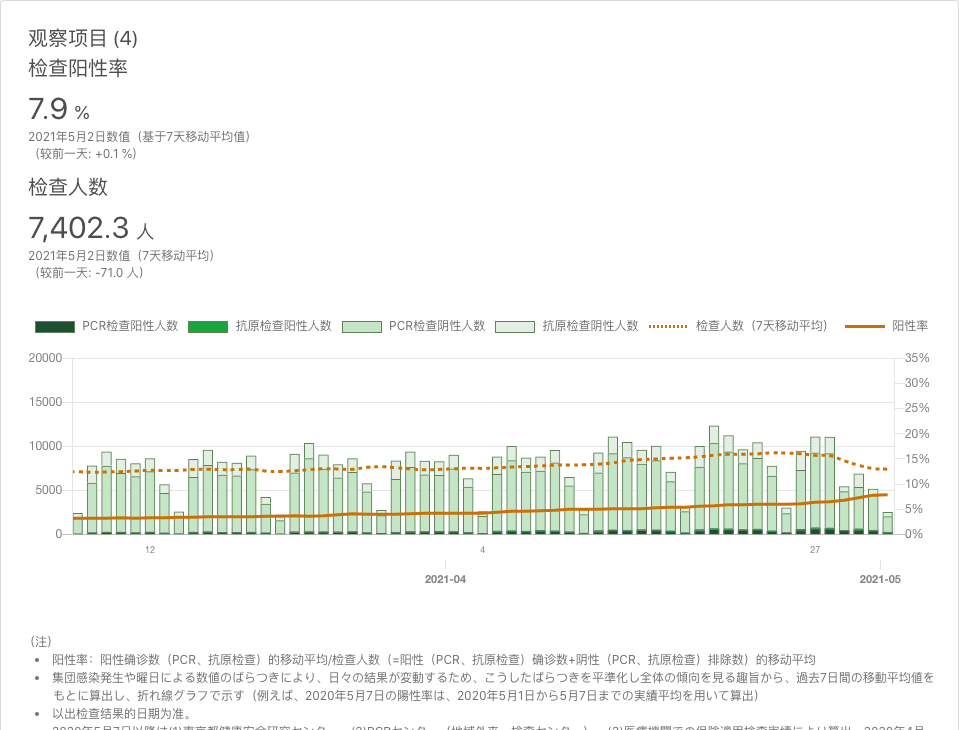 观察项目 (4)
检查阳性率
7.9 %
2021年5月2日数值（基于7天移动平均值）
（较前一天: +0.1 %）
检查人数
7,402.3 人
2021年5月2日数值（7天移动平均）
（较前一天: -71.0 人）
PCR检查阳性人数 抗原检查阳性人数 PCR检查阴性人数 抗原检查阴性人数 检查人数（7天移动平均） 阳性率
20000 35%
30%
15000 25%
20%
10000 15%
5000 10%
5%
0 0%
12 4 27
2021-04 2021-05
（注）
• 阳性率：阳性确诊数（PCR、抗原检查）的移动平均/检查人数（=阳性（PCR、抗原检查）确诊数+阴性（PCR、抗原检查）排除数）的移动平均
• 集団感染発生や曜日による数値のばらつきにより、日々の結果が変動するため、こうしたばらつきを平準化し全体の傾向を見る趣旨から、過去7日間の移動平均値を
もとに算出し、折れ線グラフで示す（例えば、2020年5月7日の陽性率は、2020年5月1日から5月7日までの実績平均を用いて算出）
• 以出检查结果的日期为准。